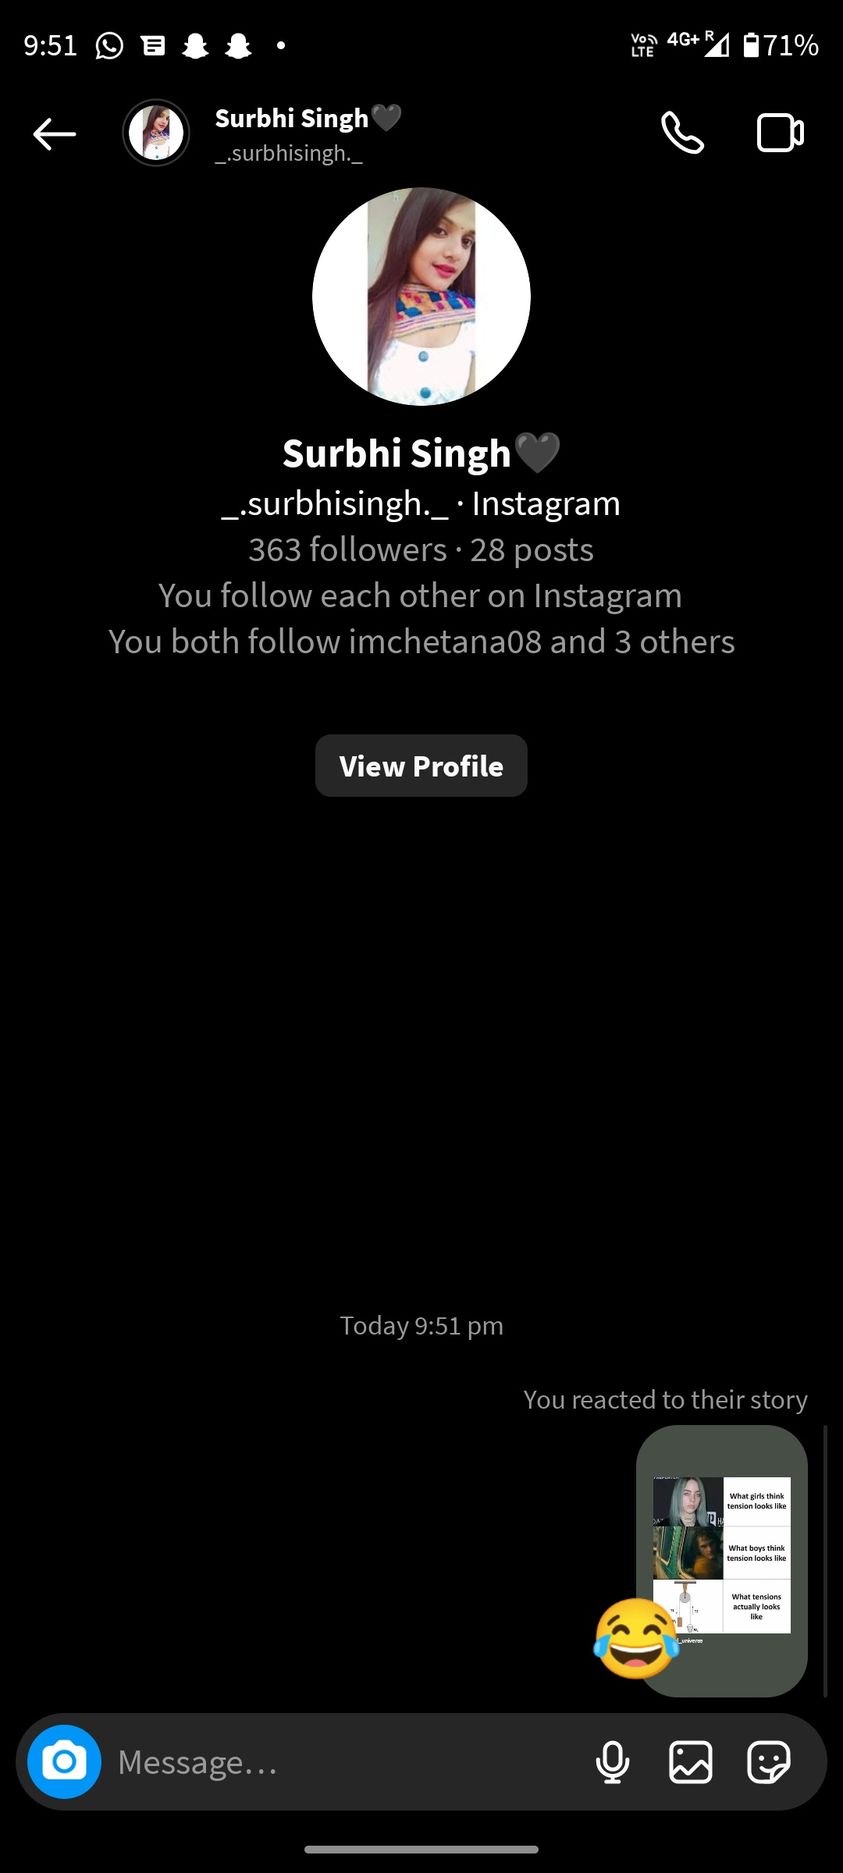 9:51
Vo LTE 4G+ R 71%
Surbhi Singh🖤
_.surbhisingh._
Surbhi Singh🖤
_.surbhisingh._ · Instagram
363 followers · 28 posts
You follow each other on Instagram
You both follow imchetana08 and 3 others
View Profile
Today 9:51 pm
You reacted to their story
What girls think
tension looks like
What boys think
tension looks like
What tensions
actually looks
like
Message...